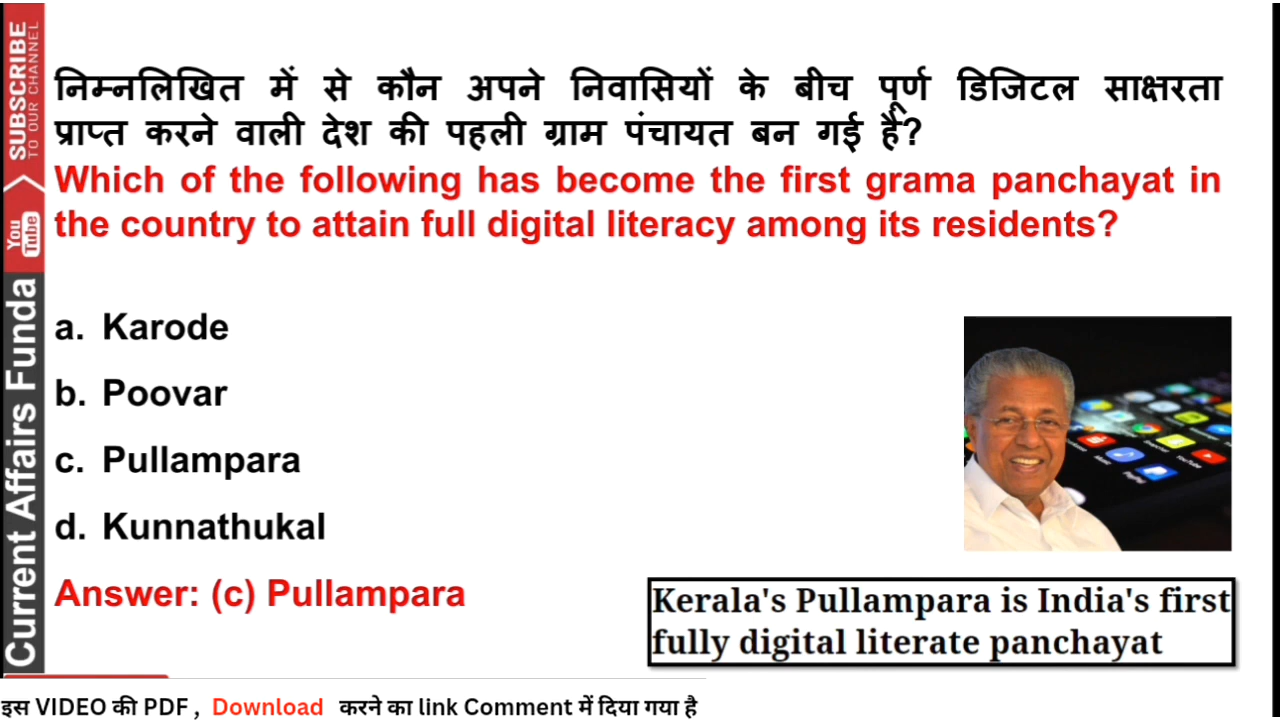 निम्नलिखित में से कौन अपने निवासियों के बीच पूर्ण डिजिटल साक्षरता
प्राप्त करने वाली देश की पहली ग्राम पंचायत बन गई है?
Which of the following has become the first grama panchayat in
the country to attain full digital literacy among its residents?
a. Karode
b. Poovar
c. Pullampara
d. Kunnathukal
Answer: (c) Pullampara
Kerala's Pullampara is India's first
fully digital literate panchayat
इस VIDEO की PDF , Download करने का link Comment में दिया गया है
Current Affairs Funda
You Tube
SUBSCRIBE
TO OUR CHANNEL